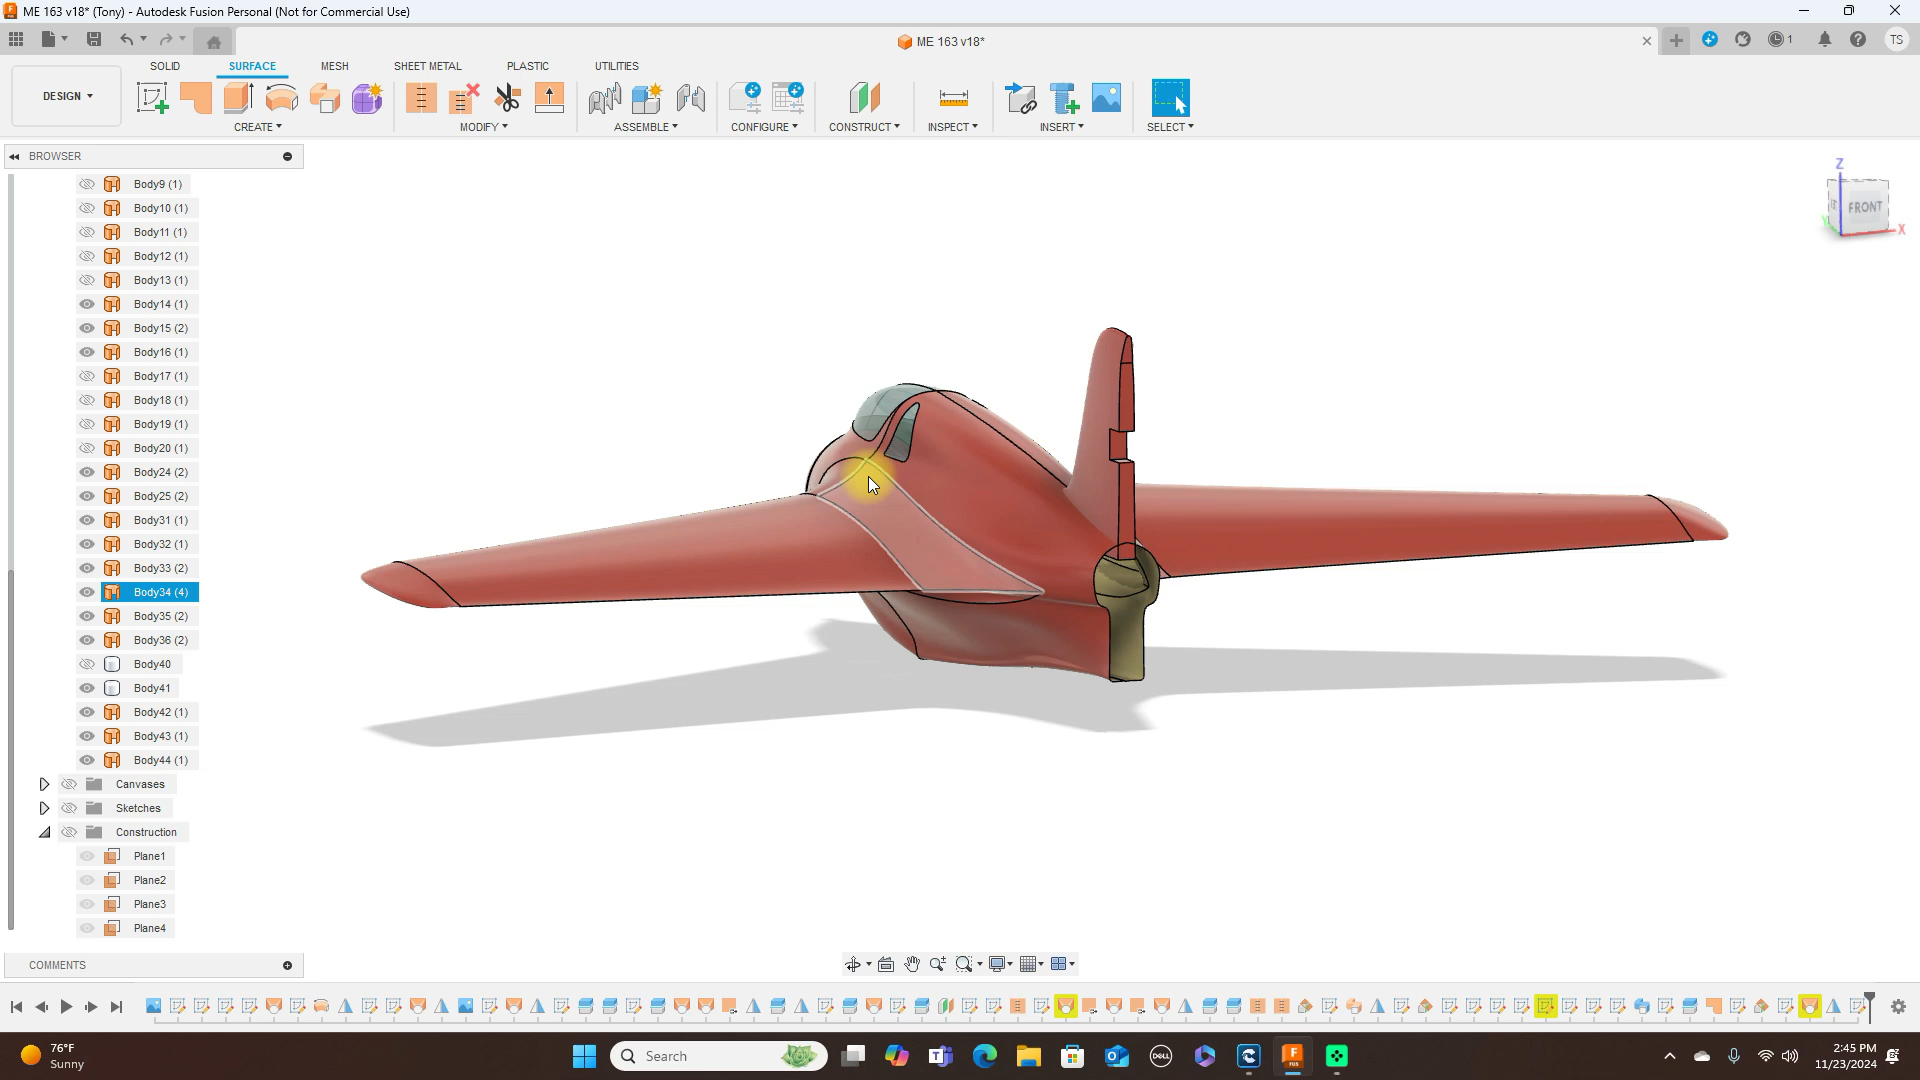 ME 163 v18* (Tony) - Autodesk Fusion Personal (Not for Commercial Use)
ME 163 v18*
1
TS
SOLID
SURFACE
MESH
SHEET METAL
PLASTIC
UTILITIES
DESIGN
CREATE
MODIFY
ASSEMBLE
CONFIGURE
CONSTRUCT
INSPECT
INSERT
SELECT
BROWSER
Body9 (1)
Body10 (1)
Body11 (1)
Body12 (1)
Body13 (1)
Body14 (1)
Body15 (2)
Body16 (1)
Body17 (1)
Body18 (1)
Body19 (1)
Body20 (1)
Body24 (2)
Body25 (2)
Body31 (1)
Body32 (1)
Body33 (2)
Body34 (4)
Body35 (2)
Body36 (2)
Body40
Body41
Body42 (1)
Body43 (1)
Body44 (1)
Canvases
Sketches
Construction
Plane1
Plane2
Plane3
Plane4
Z
FRONT
X
COMMENTS
76°F
Sunny
Search
DELL
2:45 PM
11/23/2024